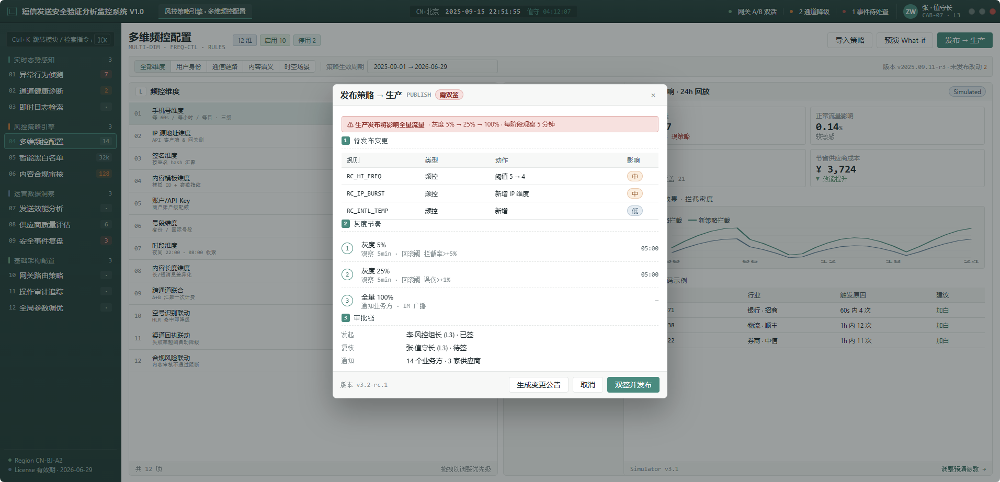 短信发送安全验证分析监控系统 V1.0
风控策略引擎 › 多维频控配置
CN·北京 2025-09-15 22:51:55 值守 04:12:07
网关 A/B 双活
2 通道降级
1 事件待处置
ZW
张 · 值守长
CAB-07 · L3
Ctrl+K 跳转模块 / 检索指令 /
⌘K
实时态势感知 3
01 异常行为侦测 7
02 通道健康诊断 2
03 即时日志检索 ·
风控策略引擎 3
04 多维频控配置 14
05 智能黑白名单 32k
06 内容合规审核 128
运营数据洞察 3
07 发送效能分析 ·
08 供应商质量评估 6
09 安全事件复盘 3
基础架构配置 3
10 网关路由策略 ·
11 操作审计追踪 ·
12 全局参数调优 ·
Region CN-BJ-A2
License 有效期 · 2026-06-29
多维频控配置
MULTI-DIM · FREQ-CTL · RULES
12 维
启用 10
停用 2
导入策略
预演 What-if
发布 → 生产
全部维度
用户身份
通信链路
内容语义
时空场景
策略生效周期
2025-09-01 → 2026-06-29
版本 v2025.09.11-r3 · 未发布改动 2
L 频控维度
01 手机号维度
每 60s / 每小时 / 每日 · 三级
02 IP 源地址维度
API 客户端 & 网关侧
03 签名维度
按签名 hash 汇聚
04 内容模板维度
模板 ID + 参数指纹
05 账户/API-Key
商户账户级配额
06 号段维度
省份 / 国际号段
07 时段维度
夜间 22:00 - 08:00 收紧
08 内容长度维度
长/短消息差异化
09 跨通道联合
A+B 汇聚一次计费
10 空号识别联动
HLR 命中即降级
11 渠道回执联动
失败率超阈自动降级
12 合规风险联动
内容审核不通过阻断
共 12 项
拖拽以调整优先级
发布策略 → 生产 PUBLISH 需双签
×
⚠ 生产发布将影响全量流量 · 灰度 5% → 25% → 100% · 每阶段观察 5 分钟
1 待发布变更
规则 类型 动作 影响
RC_HI_FREQ 频控 阈值 5 → 4 中
RC_IP_BURST 频控 新增 IP 维度 中
RC_INTL_TEMP 频控 新增 低
2 灰度节奏
1 灰度 5% 05:00
观察 5min · 回滚阈 拦截率>+5%
2 灰度 25% 05:00
观察 5min · 回滚阈 误伤>+1%
3 全量 100% —
通知业务方 · IM 广播
3 审批链
发起 李·风控组长 (L3) · 已签
复核 张·值守长 (L3) · 待签
通知 14 个业务方 · 3 家供应商
版本 v3.2-rc.1
生成变更公告
取消
双签并发布
响 · 24h 回放
Simulated
7
现策略
正常流量影响
0.14%
较敏感
盖 21
节省供应商成本
¥ 3,724
▼ 效能提升
效果 · 拦截密度
拦截
新策略拦截
00 06 12 18 24
码示例
行业 触发原因 建议
71 银行 · 招商 60s 内 4 次 加白
38 物流 · 顺丰 1h 内 12 次 加白
22 券商 · 中信 1h 内 11 次 加白
Simulator v3.1
调整预演参数 →